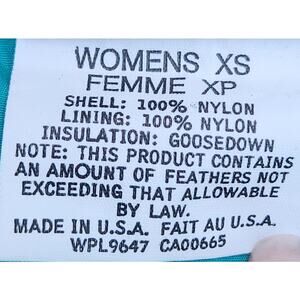 WOMENS XS
FEMME XP
SHELL: 100% NYLON
LINING: 100% NYLON
INSULATION: GOOSEDOWN
NOTE: THIS PRODUCT CONTAINS
AN AMOUNT OF FEATHERS NOT
EXCEEDING THAT ALLOWABLE
BY LAW.
MADE IN U.S.A. FAIT AU U.S.A.
WPL9647 CA00665